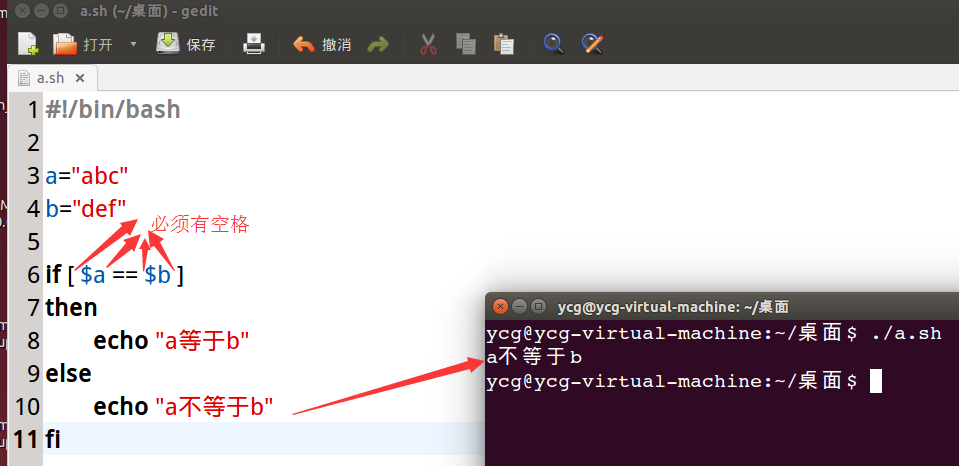 a.sh (~/桌面) - gedit
打开 保存 撤消
a.sh
1 #!/bin/bash
2
3 a="abc"
4 b="def"
必须有空格
5
6 if [ $a == $b ]
7 then
8 echo "a等于b"
9 else
10 echo "a不等于b"
11 fi
ycg@ycg-virtual-machine: ~/桌面
ycg@ycg-virtual-machine:~/桌面$ ./a.sh
a不等于b
ycg@ycg-virtual-machine:~/桌面$